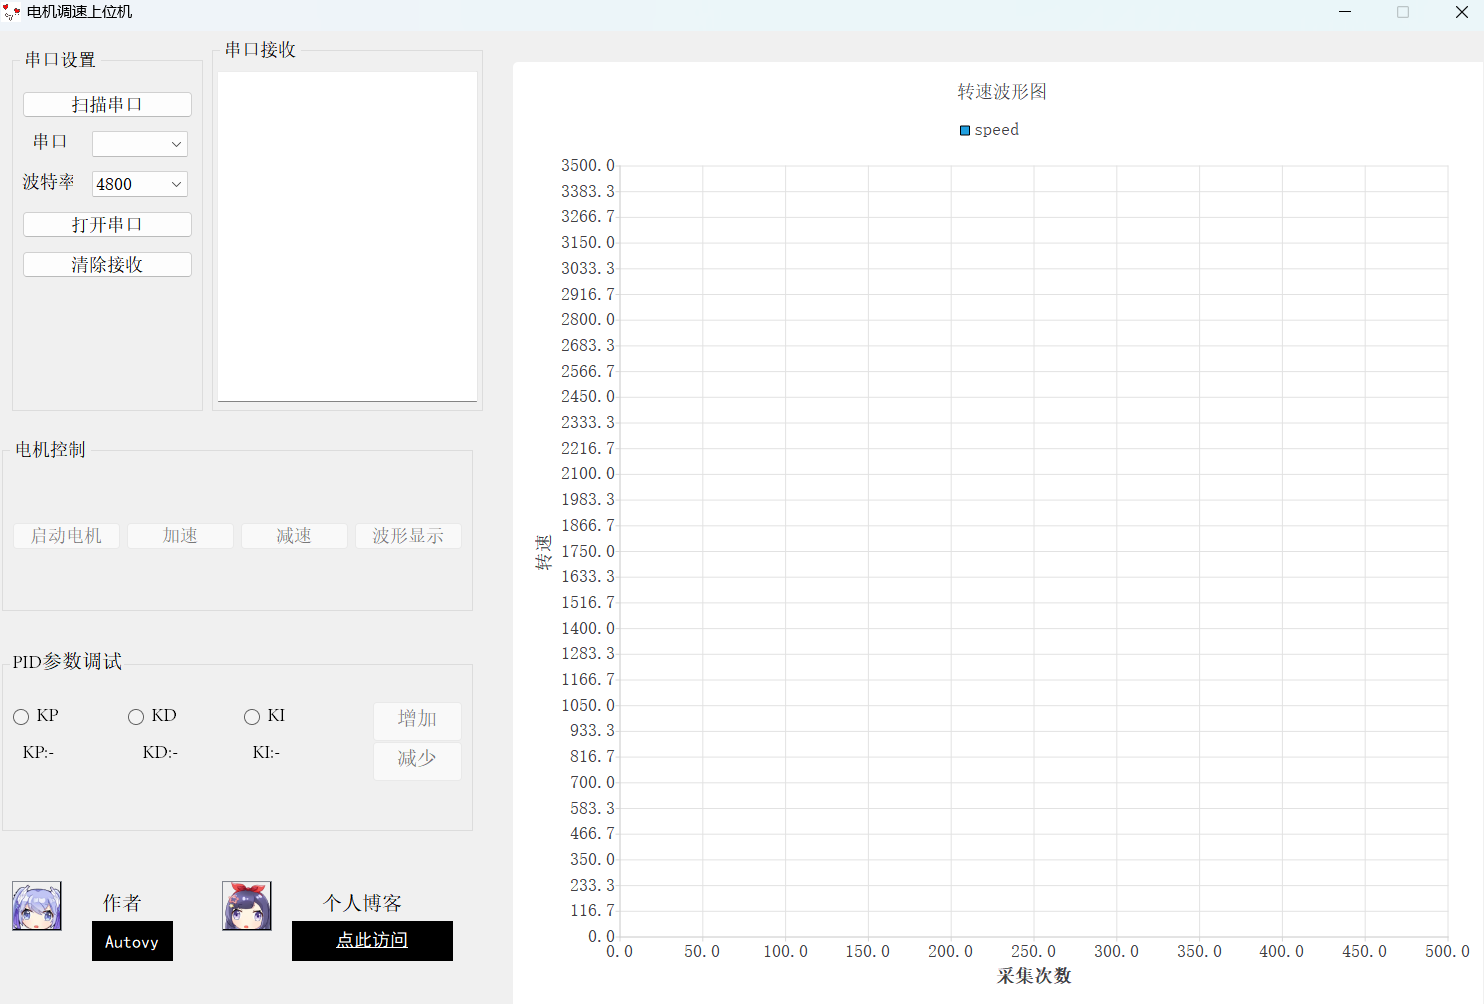 电机调速上位机
串口设置
扫描串口
串口
波特率 4800
打开串口
清除接收
串口接收
电机控制
启动电机 加速 减速 波形显示
PID参数调试
KP KD KI
KP:- KD:- KI:-
增加
减少
作者
Autovy
个人博客
点此访问
转速波形图
speed
转速
3500.0
3383.3
3266.7
3150.0
3033.3
2916.7
2800.0
2683.3
2566.7
2450.0
2333.3
2216.7
2100.0
1983.3
1866.7
1750.0
1633.3
1516.7
1400.0
1283.3
1166.7
1050.0
933.3
816.7
700.0
583.3
466.7
350.0
233.3
116.7
0.0
0.0 50.0 100.0 150.0 200.0 250.0 300.0 350.0 400.0 450.0 500.0
采集次数